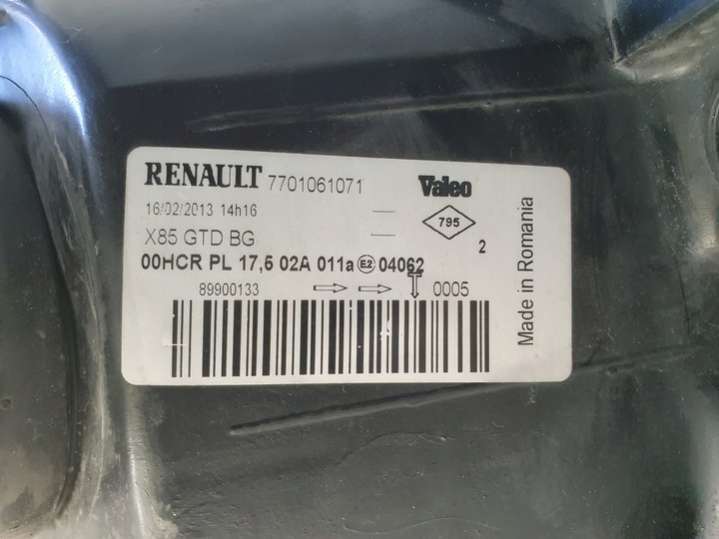 RENAULT 7701061071 Valeo
16/02/2013 14h16
795
X85 GTD BG
2
00HCR PL 17,5 02A 011a E2 04062
89900133 ⇨ ⇨ 0005
Made in Romania